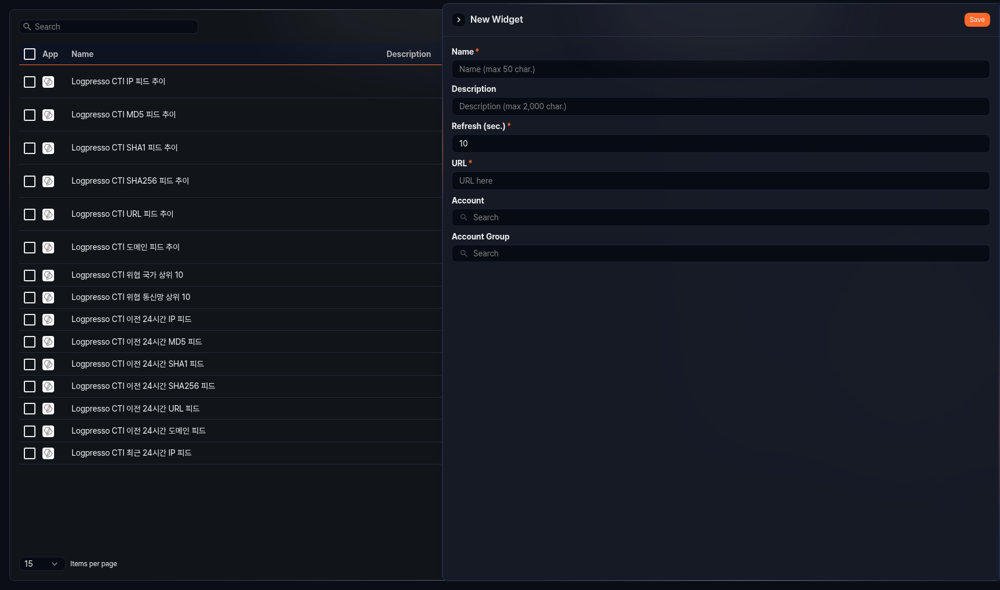 Search
App Name Description
Logpresso CTI IP 피드 추이
Logpresso CTI MD5 피드 추이
Logpresso CTI SHA1 피드 추이
Logpresso CTI SHA256 피드 추이
Logpresso CTI URL 피드 추이
Logpresso CTI 도메인 피드 추이
Logpresso CTI 위협 국가 상위 10
Logpresso CTI 위협 통신망 상위 10
Logpresso CTI 이전 24시간 IP 피드
Logpresso CTI 이전 24시간 MD5 피드
Logpresso CTI 이전 24시간 SHA1 피드
Logpresso CTI 이전 24시간 SHA256 피드
Logpresso CTI 이전 24시간 URL 피드
Logpresso CTI 이전 24시간 도메인 피드
Logpresso CTI 최근 24시간 IP 피드
15 Items per page
New Widget Save
Name *
Name (max 50 char.)
Description
Description (max 2,000 char.)
Refresh (sec.) *
10
URL *
URL here
Account
Search
Account Group
Search